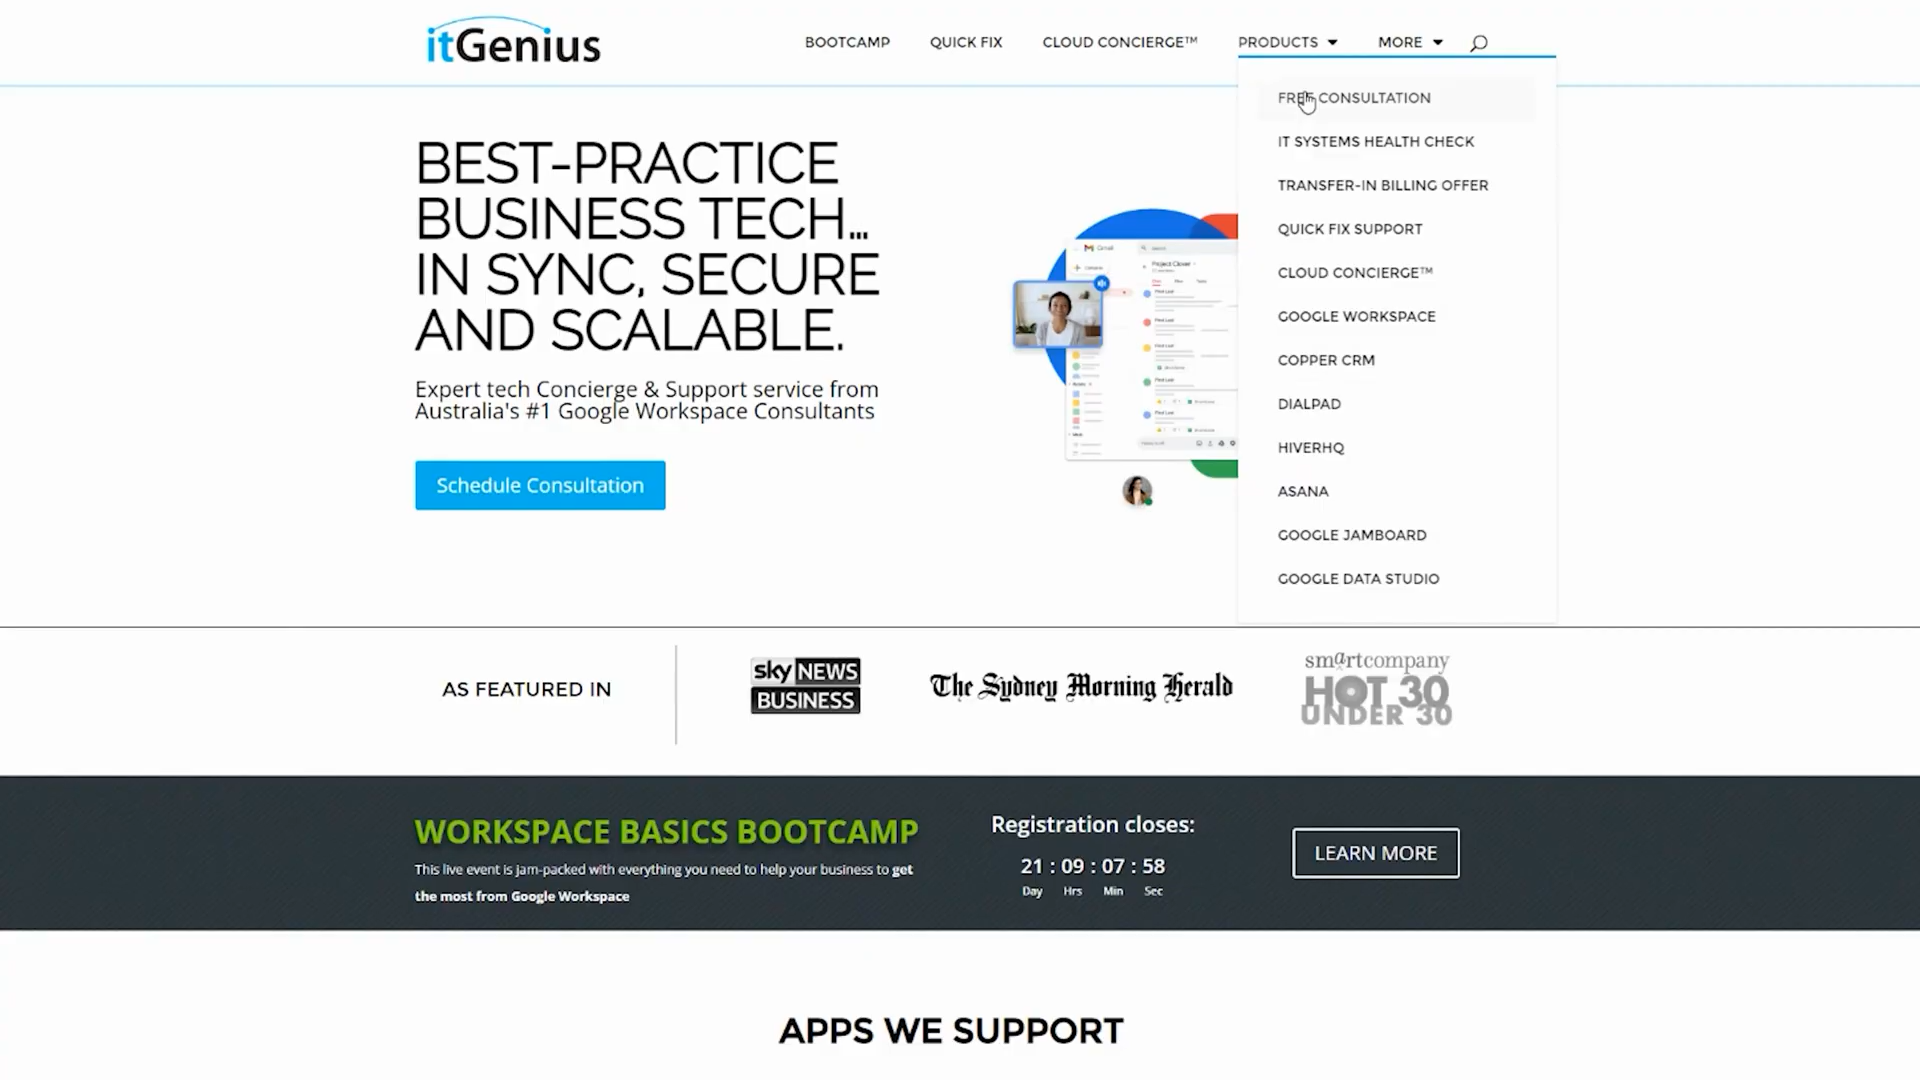 itGenius
BOOTCAMP
QUICK FIX
CLOUD CONCIERGE™
PRODUCTS
MORE
FREE CONSULTATION
IT SYSTEMS HEALTH CHECK
TRANSFER-IN BILLING OFFER
QUICK FIX SUPPORT
CLOUD CONCIERGE™
GOOGLE WORKSPACE
COPPER CRM
DIALPAD
HIVERHQ
ASANA
GOOGLE JAMBOARD
GOOGLE DATA STUDIO
BEST-PRACTICE
BUSINESS TECH...
IN SYNC, SECURE
AND SCALABLE.
Expert tech Concierge & Support service from
Australia's #1 Google Workspace Consultants
Schedule Consultation
Gmail
Project Clover
AS FEATURED IN
sky NEWS
BUSINESS
The Sydney Morning Herald
smartcompany
HOT 30
UNDER 30
WORKSPACE BASICS BOOTCAMP
This live event is jam-packed with everything you need to help your business to get
the most from Google Workspace
Registration closes:
21 : 09 : 07 : 58
Day Hrs Min Sec
LEARN MORE
APPS WE SUPPORT